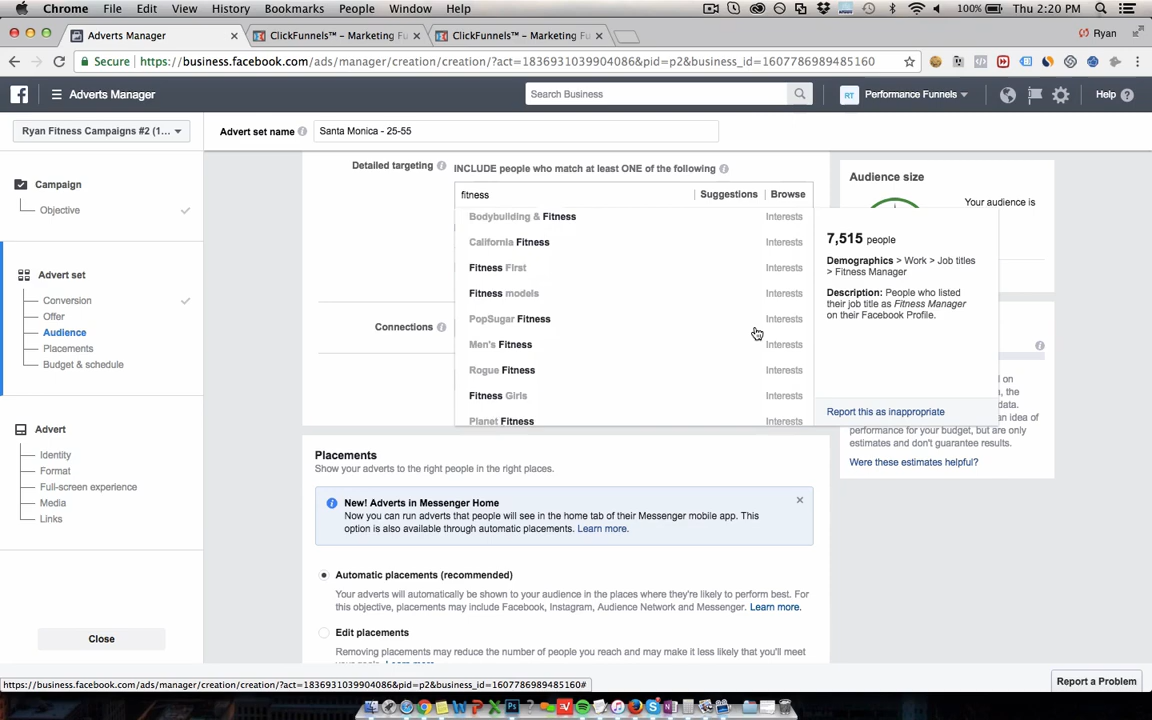 Chrome File Edit View History Bookmarks People Window Help 100% Thu 2:20 PM
Adverts Manager ClickFunnels™ – Marketing Fu ClickFunnels™ – Marketing Fu Ryan
Secure https://business.facebook.com/ads/manager/creation/creation/?act=1836931039904086&pid=p2&business_id=1607786989485160
Adverts Manager Search Business RT Performance Funnels Help
Ryan Fitness Campaigns #2 (1... Advert set name Santa Monica - 25-55
Campaign
Objective
Advert set
Conversion
Offer
Audience
Placements
Budget & schedule
Advert
Identity
Format
Full-screen experience
Media
Links
Close
Detailed targeting INCLUDE people who match at least ONE of the following
fitness Suggestions Browse
Bodybuilding & Fitness Interests
California Fitness Interests
Fitness First Interests
Fitness models Interests
PopSugar Fitness Interests
Men's Fitness Interests
Rogue Fitness Interests
Fitness Girls Interests
Planet Fitness Interests
Connections
7,515 people
Demographics > Work > Job titles
> Fitness Manager
Description: People who listed
their job title as Fitness Manager
on their Facebook Profile.
Report this as inappropriate
Audience size
Your audience is
on
, the
data.
an idea of
performance for your budget, but are only
estimates and don't guarantee results.
Were these estimates helpful?
Placements
Show your adverts to the right people in the right places.
New! Adverts in Messenger Home
Now you can run adverts that people will see in the home tab of their Messenger mobile app. This
option is also available through automatic placements. Learn more.
Automatic placements (recommended)
Your adverts will automatically be shown to your audience in the places where they're likely to perform best. For
this objective, placements may include Facebook, Instagram, Audience Network and Messenger. Learn more.
Edit placements
Removing placements may reduce the number of people you reach and may make it less likely that you'll meet
your goals. Learn more.
https://business.facebook.com/ads/manager/creation/creation/?act=1836931039904086&pid=p2&business_id=1607786989485160#
Report a Problem